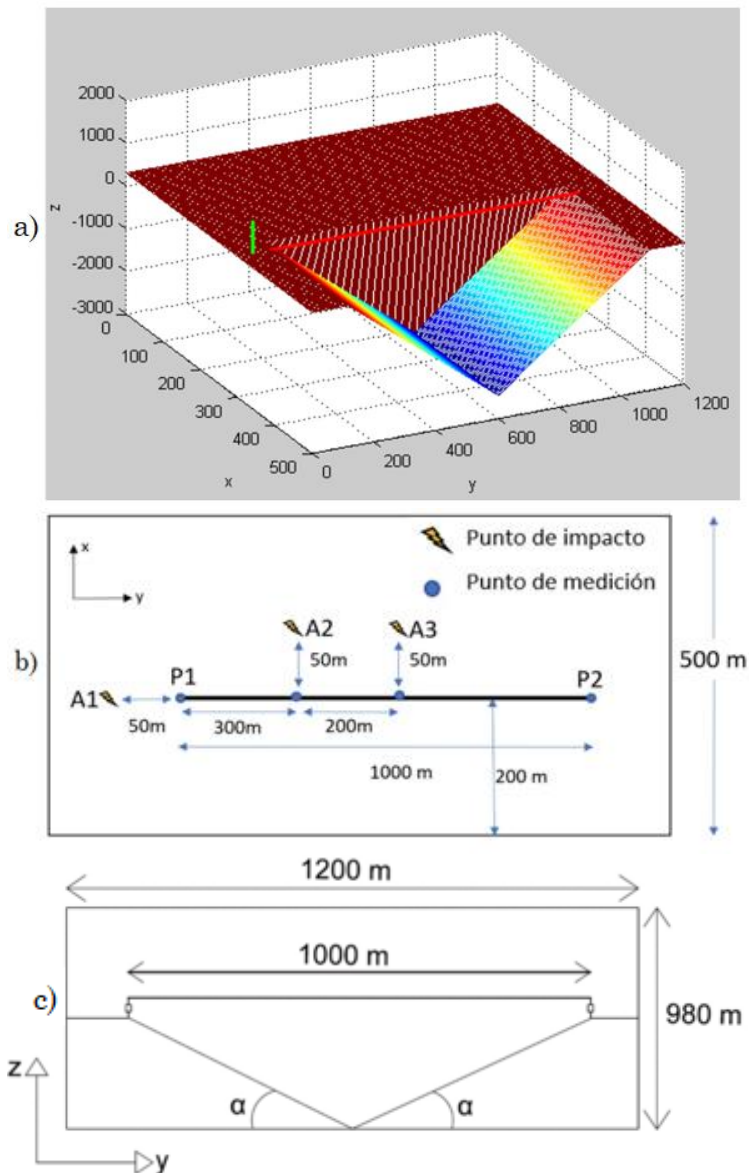 a)
2000
1000
0
-1000
-2000
-3000
z
0
100
200
300
400
500
x
0
200
400
600
800
1000
1200
y
b)
x
y
Punto de impacto
Punto de medición
A2
A3
50m
50m
P1
P2
A1
50m
300m
200m
1000 m
200 m
500 m
c)
1200 m
1000 m
980 m
z
α
α
y